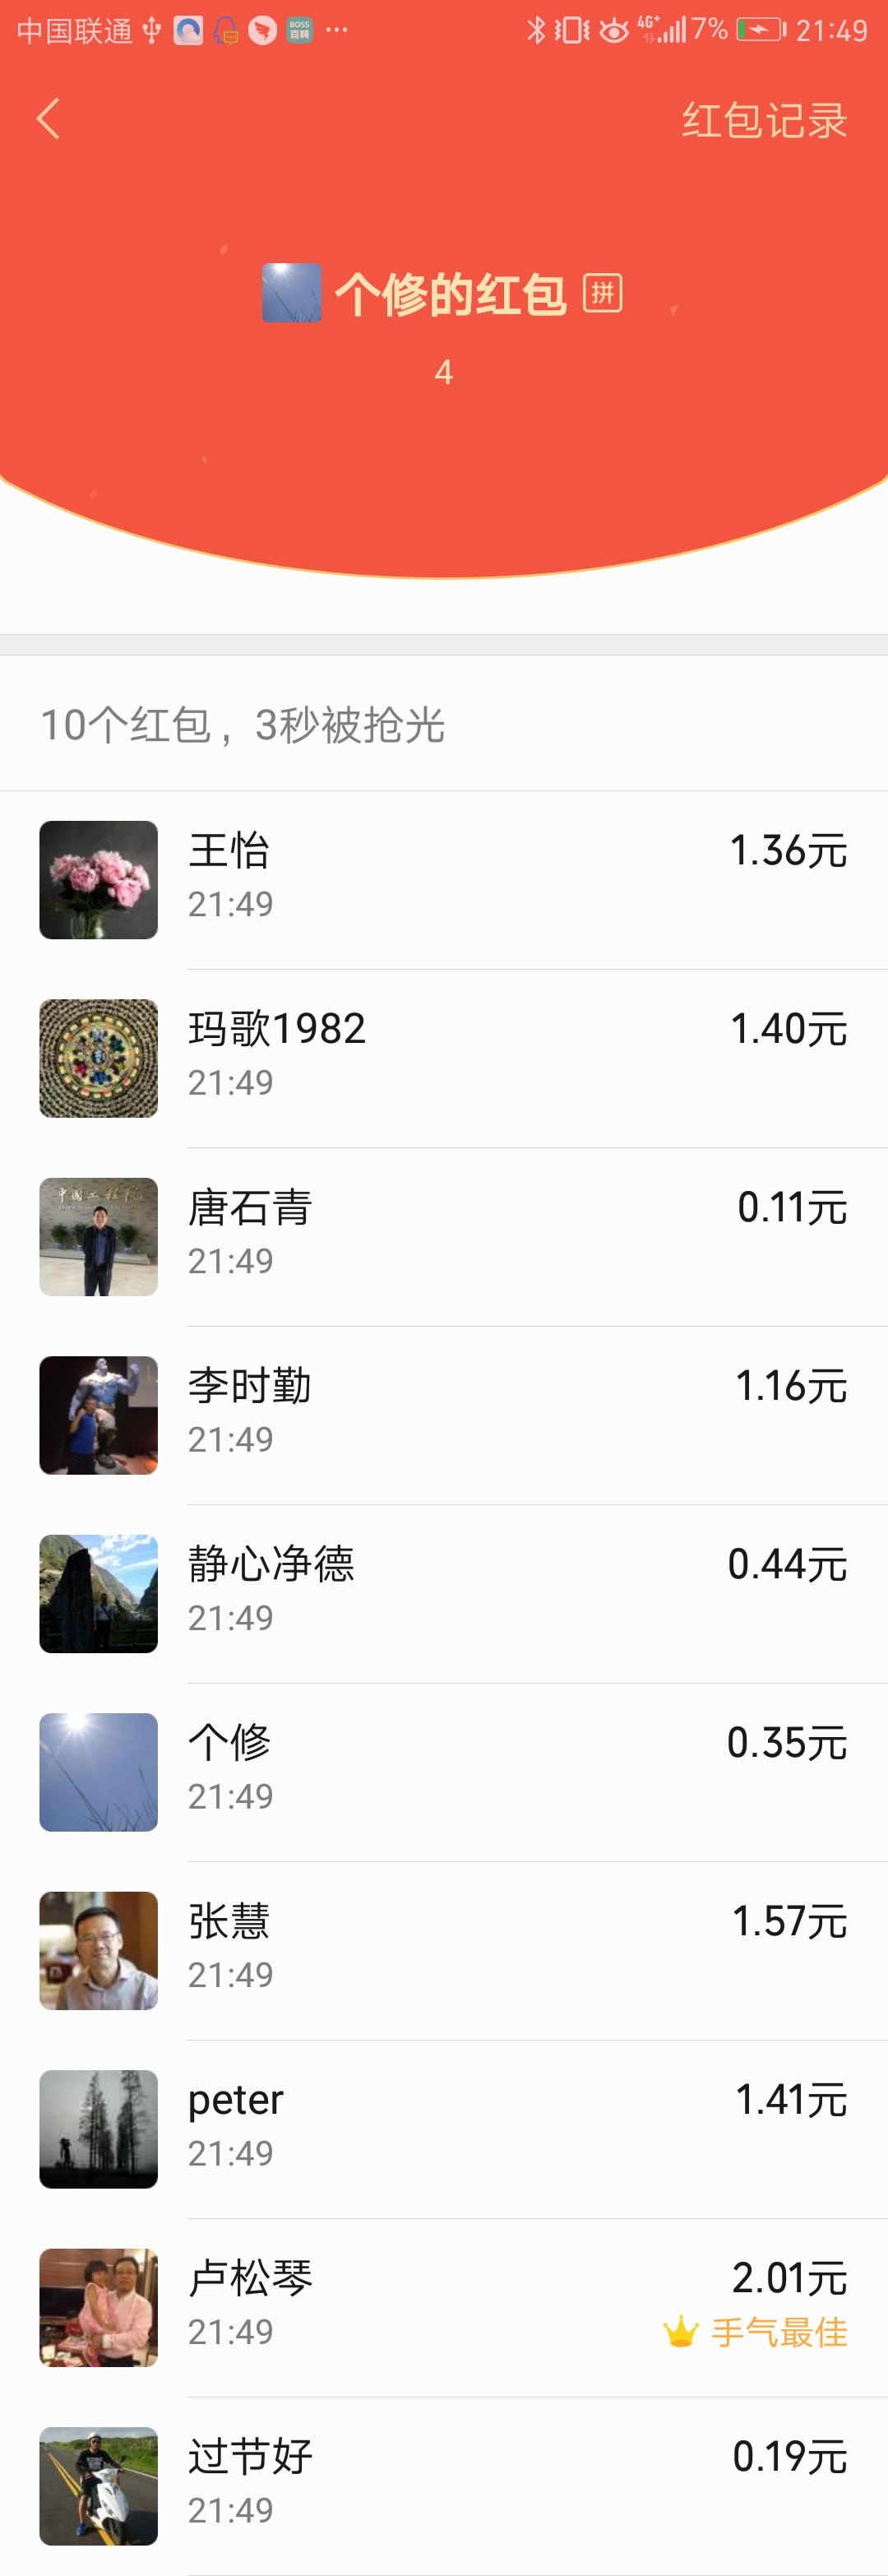 中国联通 BOSS直聘 ··· 4G+ 7% 21:49
红包记录
个修的红包 拼
4
10个红包，3秒被抢光
王怡 1.36元
21:49
玛歌1982 1.40元
21:49
中国工程院
唐石青 0.11元
21:49
李时勤 1.16元
21:49
静心净德 0.44元
21:49
个修 0.35元
21:49
张慧 1.57元
21:49
peter 1.41元
21:49
卢松琴 2.01元
21:49 手气最佳
过节好 0.19元
21:49